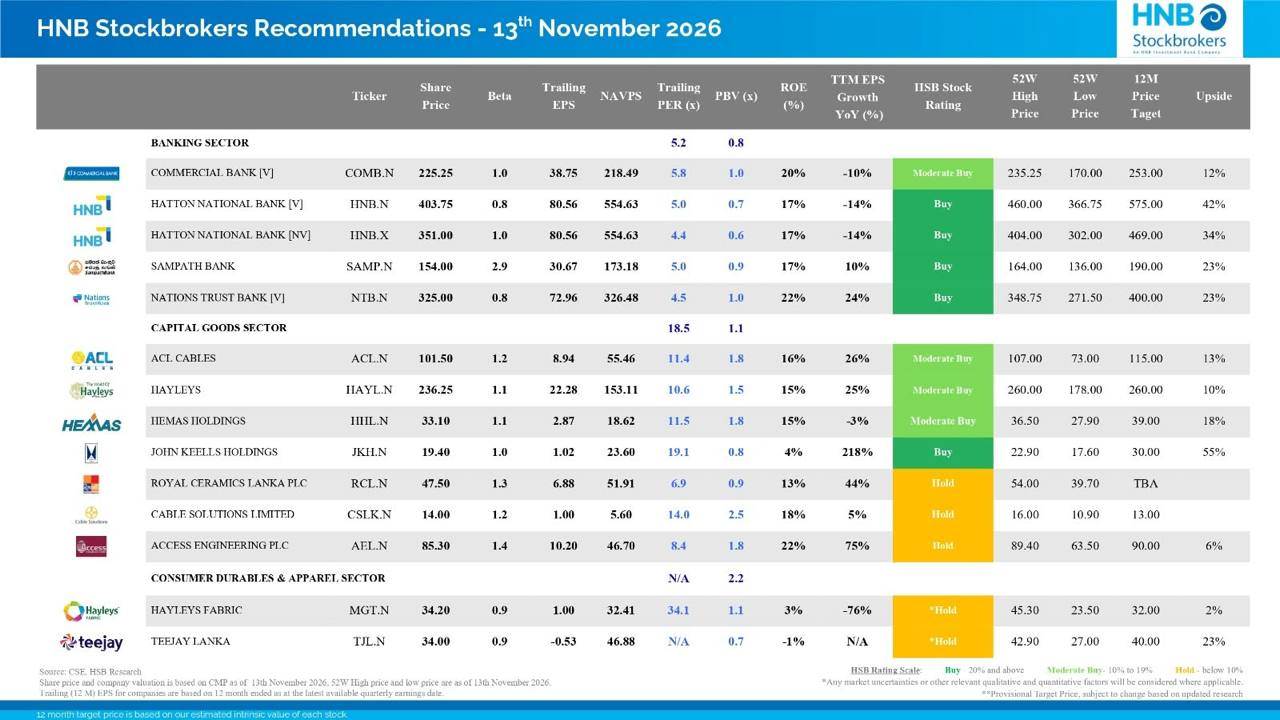 HNB Stockbrokers Recommendations - 13th November 2026
HNB
Stockbrokers
An HNB Investment Bank Company
Ticker Share Price Beta Trailing EPS NAVPS Trailing PER (x) PBV (x) ROE (%) TTM EPS Growth YoY (%) HSB Stock Rating 52W High Price 52W Low Price 12M Price Taget Upside
BANKING SECTOR 5.2 0.8
COMMERCIAL BANK COMMERCIAL BANK [V] COMB.N 225.25 1.0 38.75 218.49 5.8 1.0 20% -10% Moderate Buy 235.25 170.00 253.00 12%
HNB HATTON NATIONAL BANK [V] HNB.N 403.75 0.8 80.56 554.63 5.0 0.7 17% -14% Buy 460.00 366.75 575.00 42%
HNB HATTON NATIONAL BANK [NV] HNB.X 351.00 1.0 80.56 554.63 4.4 0.6 17% -14% Buy 404.00 302.00 469.00 34%
SAMPATH BANK SAMP.N 154.00 2.9 30.67 173.18 5.0 0.9 17% 10% Buy 164.00 136.00 190.00 23%
Nations Trust Bank NATIONS TRUST BANK [V] NTB.N 325.00 0.8 72.96 326.48 4.5 1.0 22% 24% Buy 348.75 271.50 400.00 23%
CAPITAL GOODS SECTOR 18.5 1.1
ACL CABLES ACL CABLES ACL.N 101.50 1.2 8.94 55.46 11.4 1.8 16% 26% Moderate Buy 107.00 73.00 115.00 13%
The World Of Hayleys HAYLEYS HAYL.N 236.25 1.1 22.28 153.11 10.6 1.5 15% 25% Moderate Buy 260.00 178.00 260.00 10%
HEMAS HEMAS HOLDINGS HHL.N 33.10 1.1 2.87 18.62 11.5 1.8 15% -3% Moderate Buy 36.50 27.90 39.00 18%
JOHN KEELLS HOLDINGS JKH.N 19.40 1.0 1.02 23.60 19.1 0.8 4% 218% Buy 22.90 17.60 30.00 55%
ROYAL CERAMICS LANKA PLC RCL.N 47.50 1.3 6.88 51.91 6.9 0.9 13% 44% Hold 54.00 39.70 TBA
Cable Solutions CABLE SOLUTIONS LIMITED CSLK.N 14.00 1.2 1.00 5.60 14.0 2.5 18% 5% Hold 16.00 10.90 13.00
access ACCESS ENGINEERING PLC AEL.N 85.30 1.4 10.20 46.70 8.4 1.8 22% 75% Hold 89.40 63.50 90.00 6%
CONSUMER DURABLES & APPAREL SECTOR N/A 2.2
Hayleys FABRIC HAYLEYS FABRIC MGT.N 34.20 0.9 1.00 32.41 34.1 1.1 3% -76% *Hold 45.30 23.50 32.00 2%
teejay TEEJAY LANKA TJL.N 34.00 0.9 -0.53 46.88 N/A 0.7 -1% N/A *Hold 42.90 27.00 40.00 23%
Source: CSE, HSB Research
Share price and company valuation is based on CMP as of 13th November 2026, 52W High price and low price are as of 13th November 2026.
Trailing (12 M) EPS for companies are based on 12 month ended as at the latest available quarterly earnings date.
HSB Rating Scale: Buy - 20% and above Moderate Buy- 10% to 19% Hold - below 10%
*Any market uncertainties or other relevant qualitative and quantitative factors will be considered where applicable.
**Provisional Target Price, subject to change based on updated research
12 month target price is based on our estimated intrinsic value of each stock.